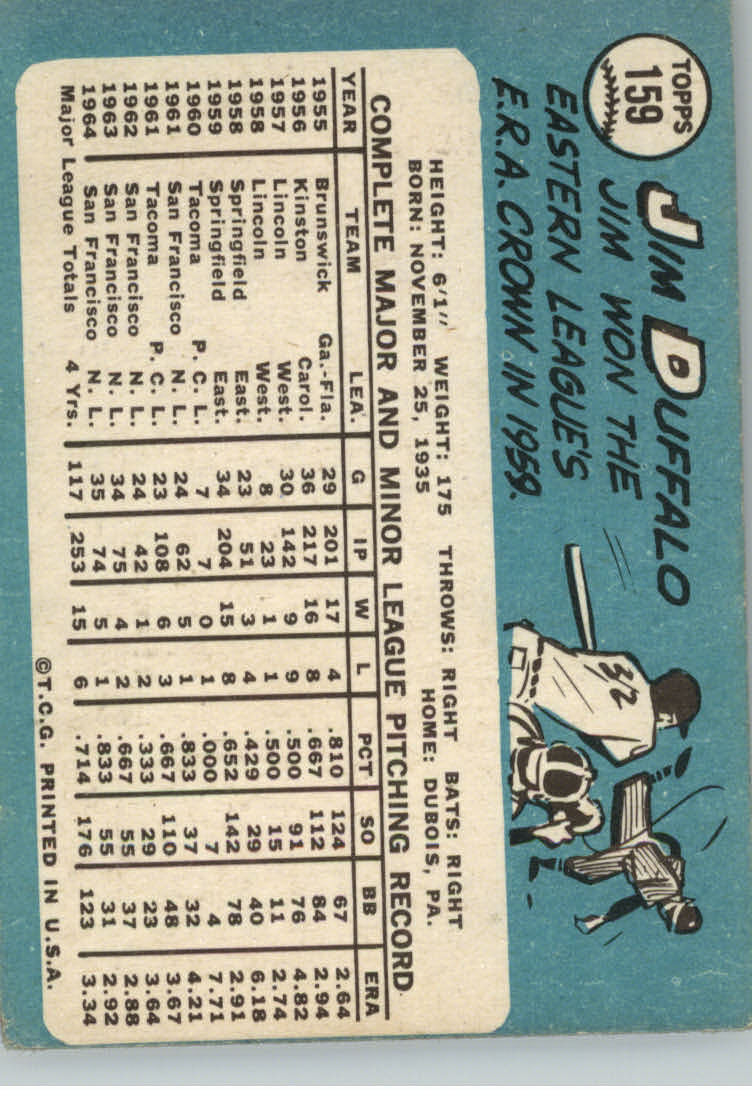 TOPPS
159
JIM DUFFALO
JIM WON THE
EASTERN LEAGUE'S
E.R.A. CROWN IN 1959.
32
HEIGHT: 6'1" WEIGHT: 175 THROWS: RIGHT BATS: RIGHT
BORN: NOVEMBER 25, 1935 HOME: DUBOIS, PA.
COMPLETE MAJOR AND MINOR LEAGUE PITCHING RECORD
YEAR TEAM LEA. G IP W L PCT SO BB ERA
1955 Brunswick Ga.-Fla. 29 201 17 4 .810 124 67 2.64
1956 Kinston Carol. 36 217 16 8 .667 112 84 2.94
1957 Lincoln West. 30 142 9 9 .500 91 76 4.82
1958 Lincoln West. 8 23 1 1 .500 15 11 2.74
1958 Springfield East. 23 51 3 4 .429 29 40 6.18
1959 Springfield East. 34 204 15 8 .652 142 78 2.91
1960 Tacoma P.C.L. 7 7 0 1 .000 7 4 7.71
1961 San Francisco N.L. 24 62 5 1 .833 37 32 4.21
1961 Tacoma P.C.L. 23 108 6 3 .667 110 48 3.67
1962 San Francisco N.L. 24 42 1 2 .333 29 23 3.64
1963 San Francisco N.L. 34 75 4 2 .667 55 37 2.88
1964 San Francisco N.L. 35 74 5 1 .833 55 31 2.92
Major League Totals 4 Yrs. 117 253 15 6 .714 176 123 3.34
©T.C.G. PRINTED IN U.S.A.